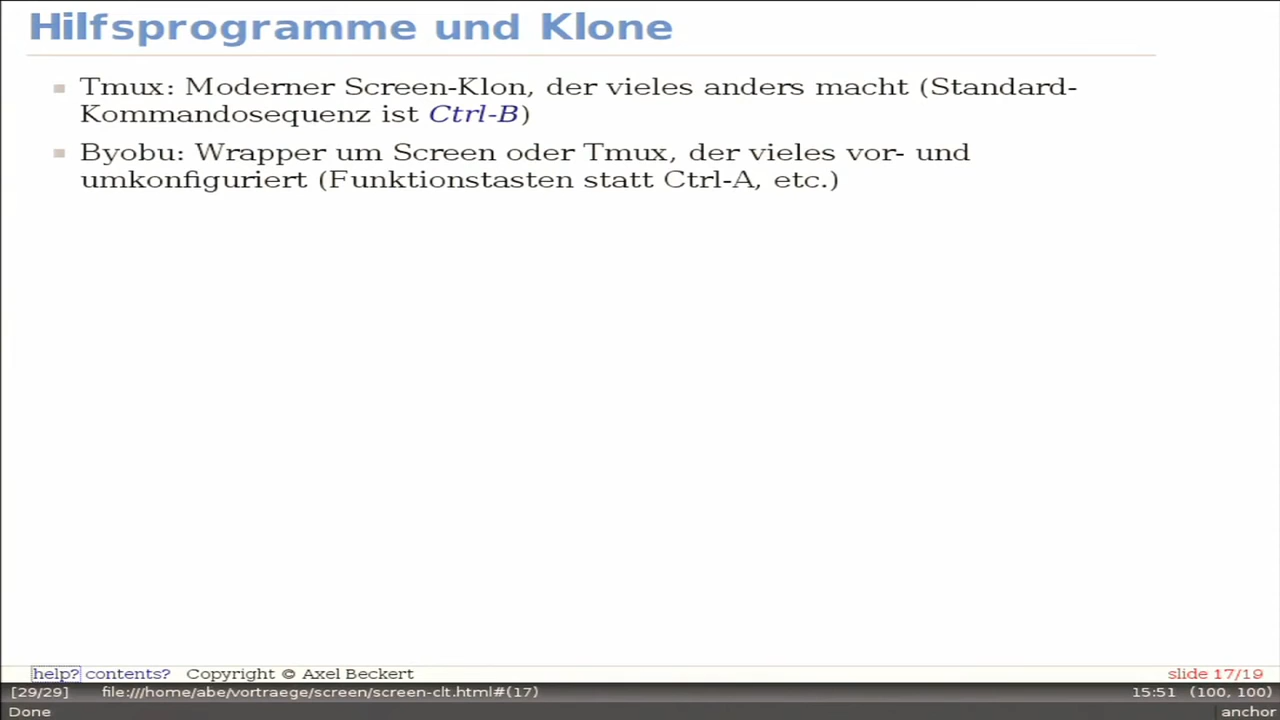 Hilfsprogramme und Klone
Tmux: Moderner Screen-Klon, der vieles anders macht (Standard-
Kommandosequenz ist Ctrl-B)
Byobu: Wrapper um Screen oder Tmux, der vieles vor- und
umkonfiguriert (Funktionstasten statt Ctrl-A, etc.)
help? contents? Copyright © Axel Beckert slide 17/19
[29/29] file:///home/abe/vortraege/screen/screen-clt.html#(17) 15:51 (100, 100)
Done anchor